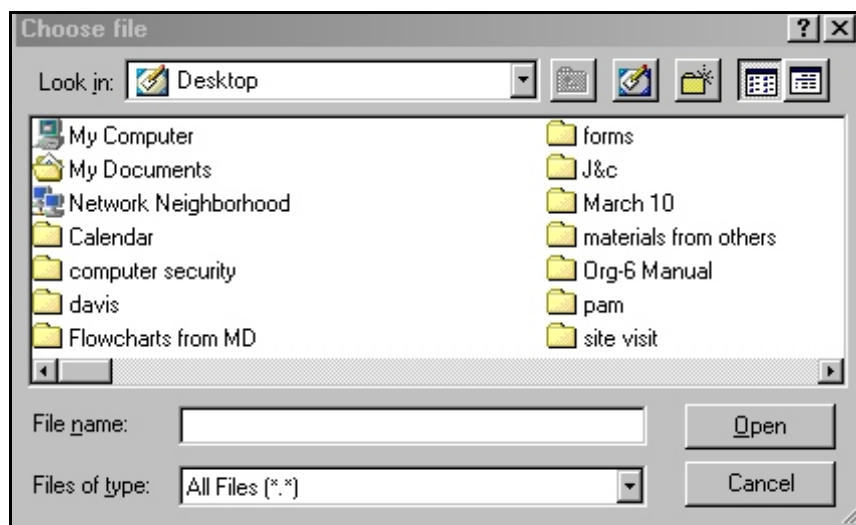 Choose file
Look in: Desktop
My Computer
My Documents
Network Neighborhood
Calendar
computer security
davis
Flowcharts from MD
forms
J&c
March 10
materials from others
Org-6 Manual
pam
site visit
File name:
Open
Files of type: All Files (*.*)
Cancel